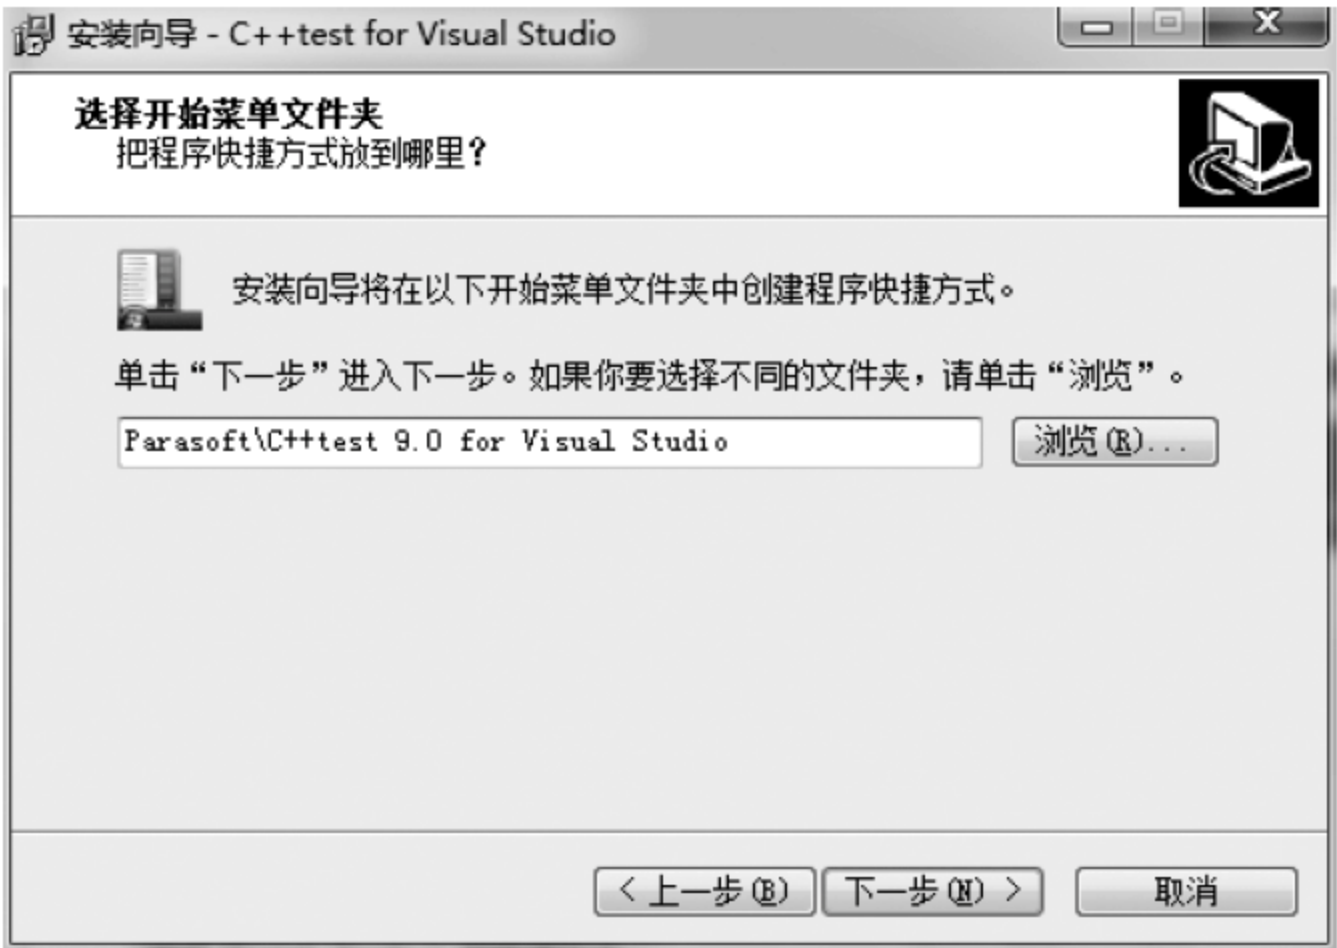 安装向导 - C++test for Visual Studio
选择开始菜单文件夹
把程序快捷方式放到哪里?
安装向导将在以下开始菜单文件夹中创建程序快捷方式。
单击“下一步”进入下一步。如果你要选择不同的文件夹，请单击“浏览”。
Parasoft\C++test 9.0 for Visual Studio
浏览(R)...
< 上一步(B)
下一步(N) >
取消